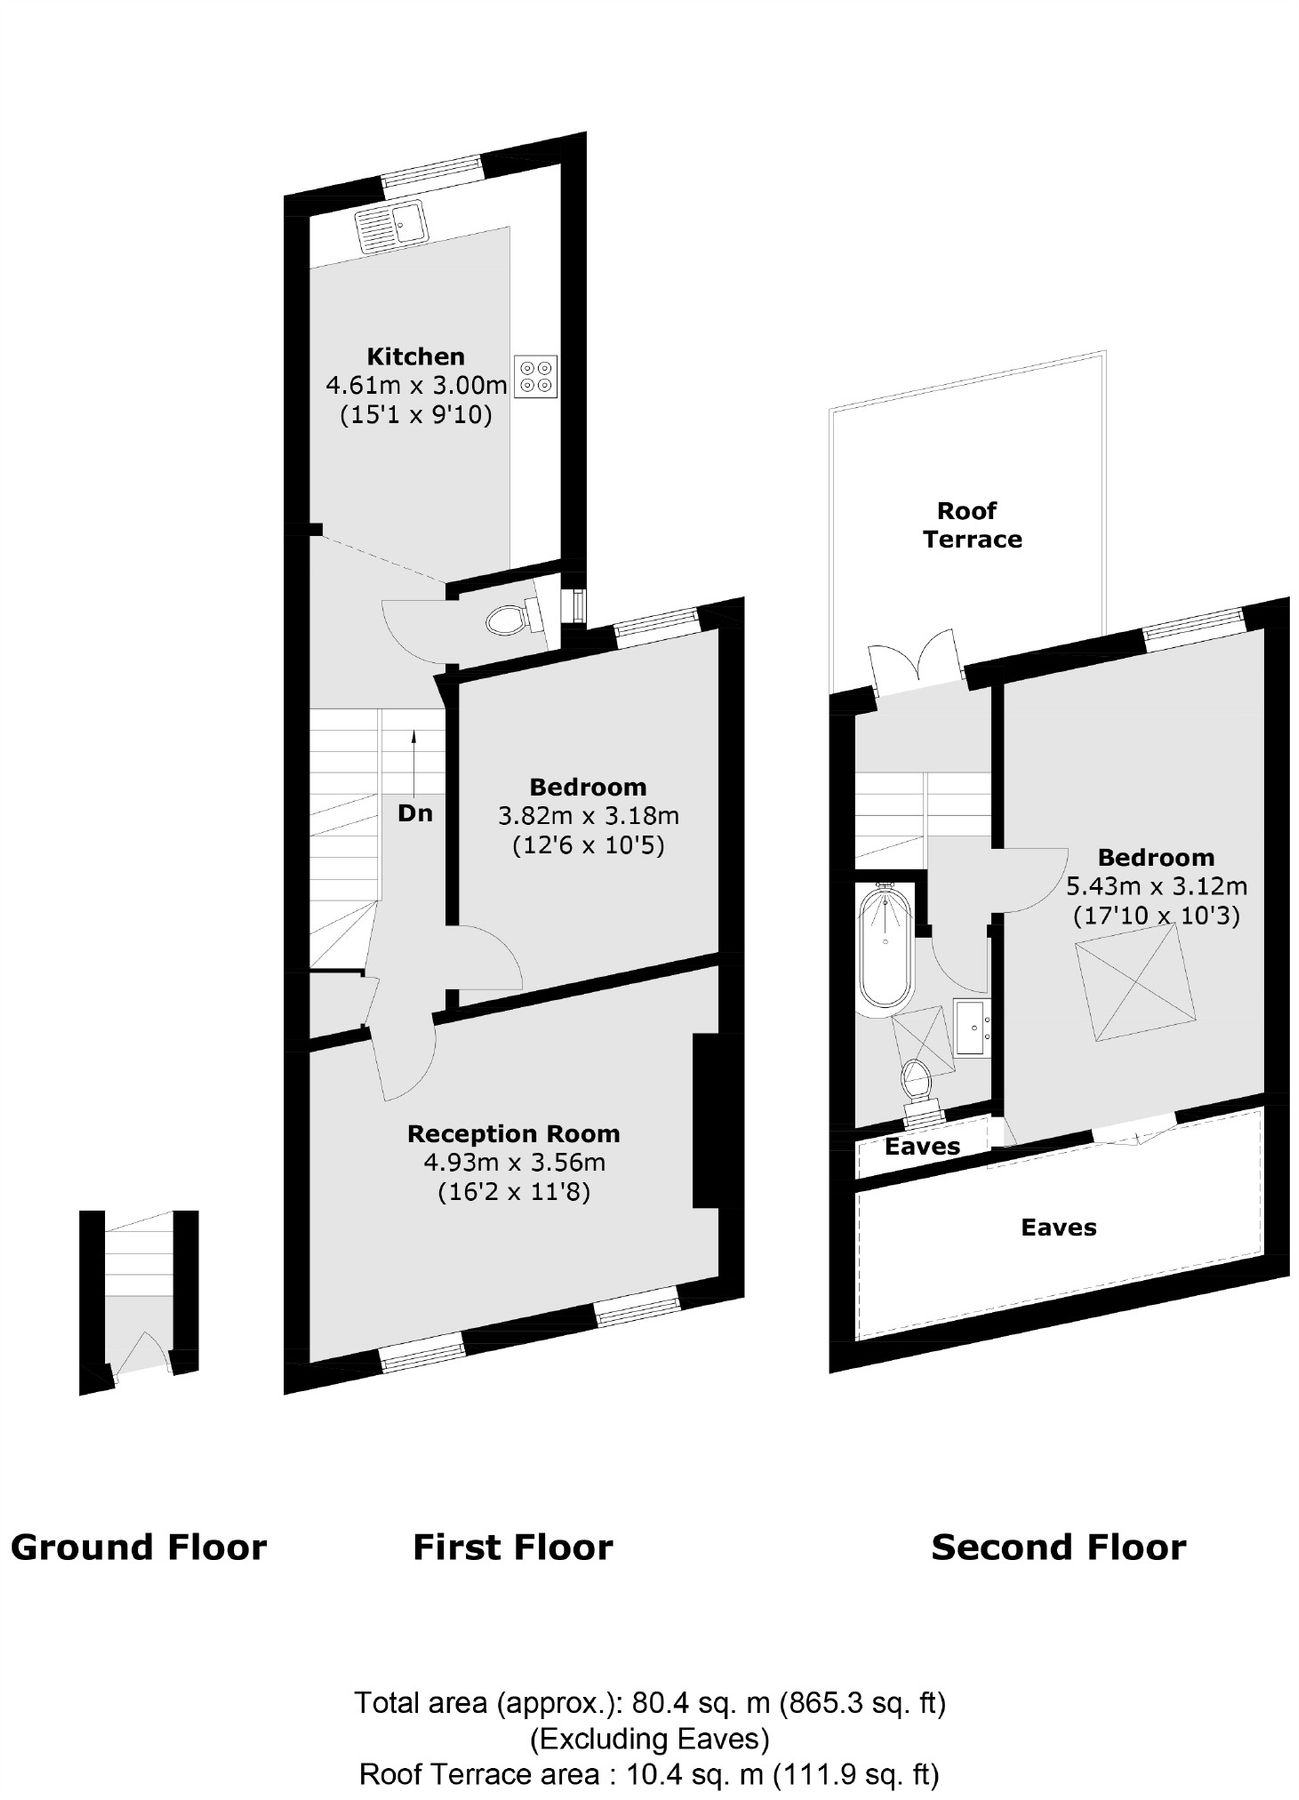 Kitchen
4.61m x 3.00m
(15'1 x 9'10)
Roof
Terrace
Bedroom
3.82m x 3.18m
(12'6 x 10'5)
Dn
Bedroom
5.43m x 3.12m
(17'10 x 10'3)
Reception Room
4.93m x 3.56m
(16'2 x 11'8)
Eaves
Eaves
Ground Floor
First Floor
Second Floor
Total area (approx.): 80.4 sq. m (865.3 sq. ft)
(Excluding Eaves)
Roof Terrace area : 10.4 sq. m (111.9 sq. ft)